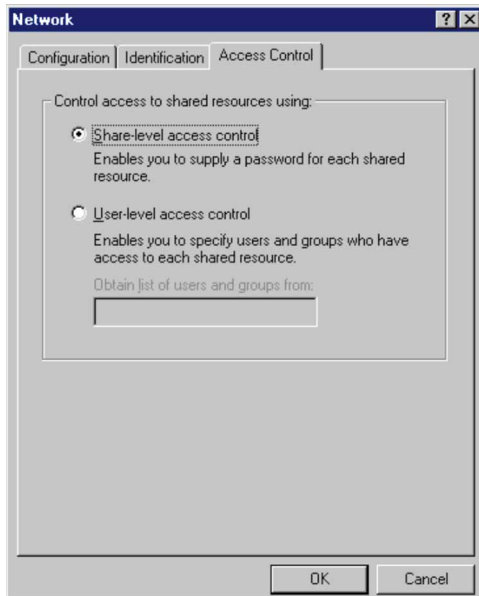 Network
Configuration Identification Access Control
Control access to shared resources using:
Share-level access control
Enables you to supply a password for each shared
resource.
User-level access control
Enables you to specify users and groups who have
access to each shared resource.
Obtain list of users and groups from:
OK Cancel